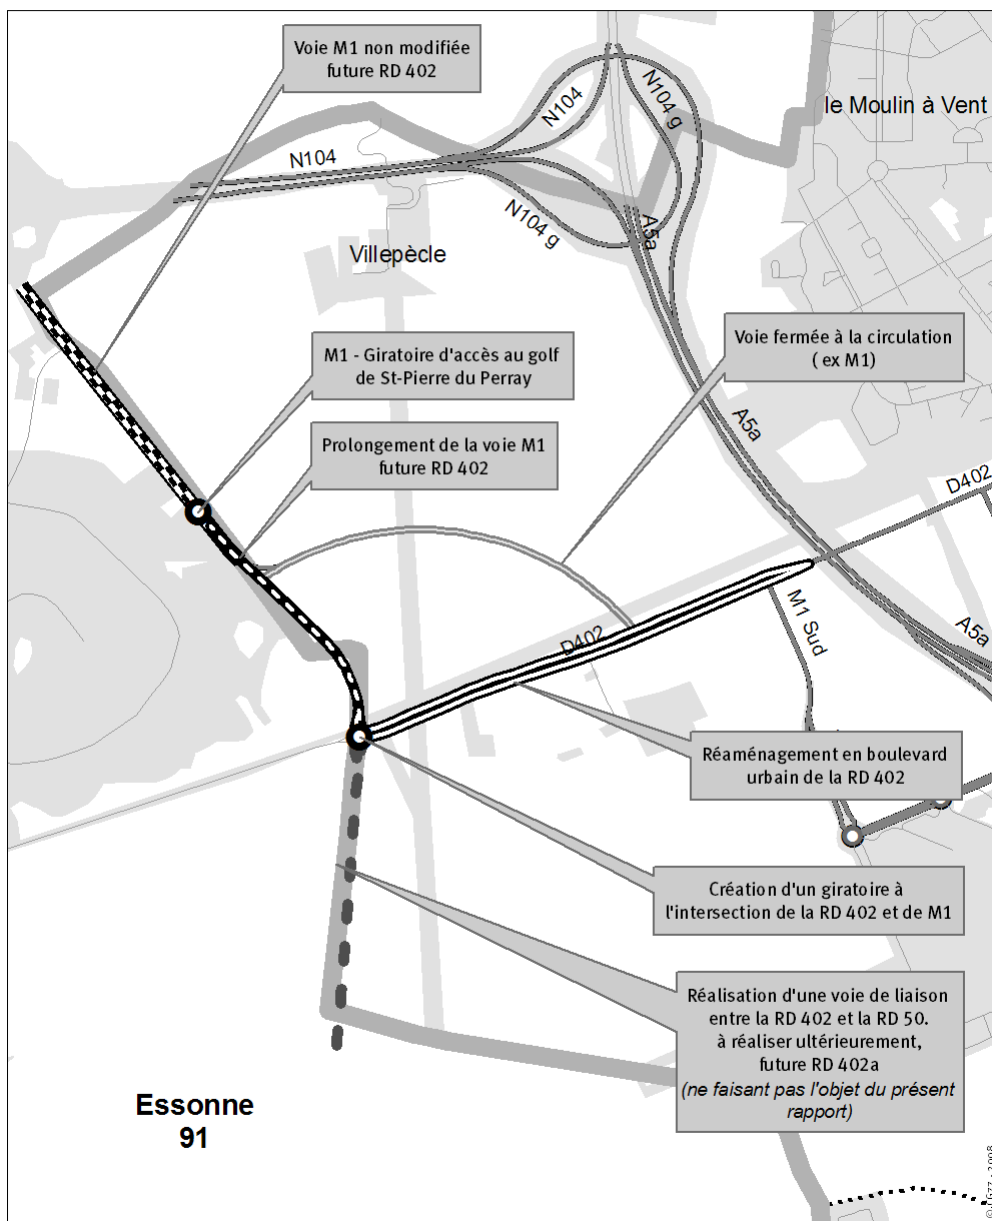 Voie M1 non modifiée
future RD 402
N104
N104 g
le Moulin à Vent
N104
N104 g
A5a
Villepècle
M1 - Giratoire d'accès au golf
de St-Pierre du Perray
Voie fermée à la circulation
( ex M1)
Prolongement de la voie M1
future RD 402
A5a
D402
D402
M1 Sud
A5a
Réaménagement en boulevard
urbain de la RD 402
Création d'un giratoire à
l'intersection de la RD 402 et de M1
Réalisation d'une voie de liaison
entre la RD 402 et la RD 50.
à réaliser ultérieurement,
future RD 402a
(ne faisant pas l'objet du présent
rapport)
Essonne
91